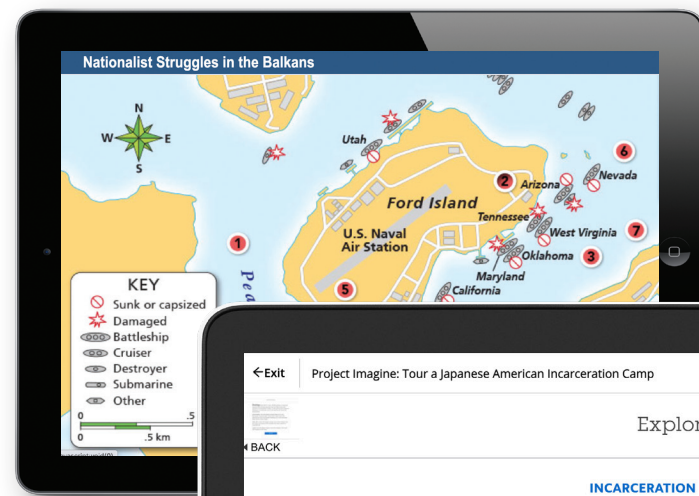 Nationalist Struggles in the Balkans
N
W
E
S
Utah
6
2
Arizona
Nevada
Ford Island
Tennessee
7
1
U.S. Naval
Air Station
West Virginia
Oklahoma
3
Maryland
5
California
Pea
KEY
Sunk or capsized
Damaged
Battleship
Cruiser
Destroyer
Submarine
Other
0 .5
0 .5 km
←Exit
Project Imagine: Tour a Japanese American Incarceration Camp
BACK
Explor
INCARCERATION